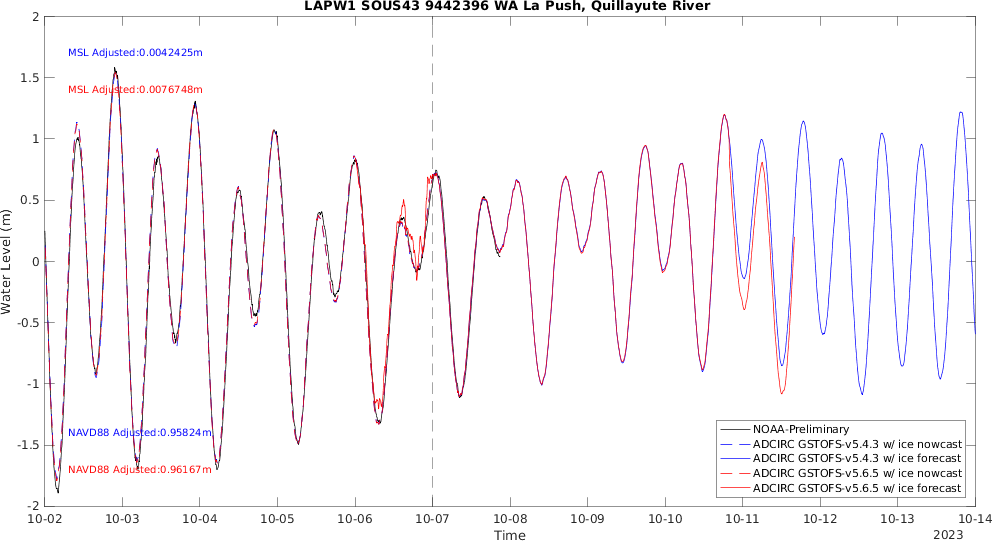 LAPW1 SOUS43 9442396 WA La Push, Quillayute River
2
1.5
1
0.5
0
-0.5
-1
-1.5
-2
Water Level (m)
MSL Adjusted:0.0042425m
MSL Adjusted:0.0076748m
NAVD88 Adjusted:0.95824m
NAVD88 Adjusted:0.96167m
NOAA-Preliminary
ADCIRC GSTOFS-v5.4.3 w/ ice nowcast
ADCIRC GSTOFS-v5.4.3 w/ ice forecast
ADCIRC GSTOFS-v5.6.5 w/ ice nowcast
ADCIRC GSTOFS-v5.6.5 w/ ice forecast
10-02 10-03 10-04 10-05 10-06 10-07 10-08 10-09 10-10 10-11 10-12 10-13 10-14
Time
2023